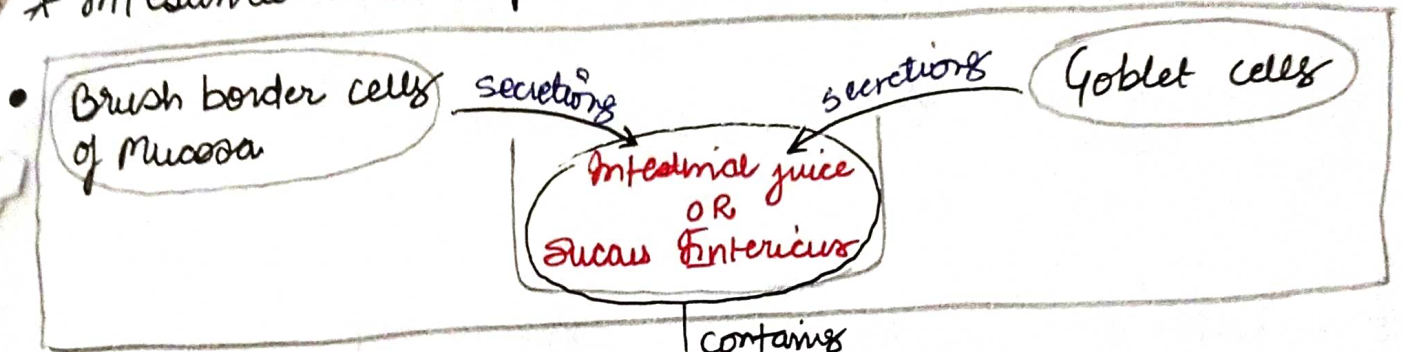 • Brush border cells
of Mucosa
secretions
secretions
Goblet cells
Intestinal juice
OR
Succus Entericus
contains